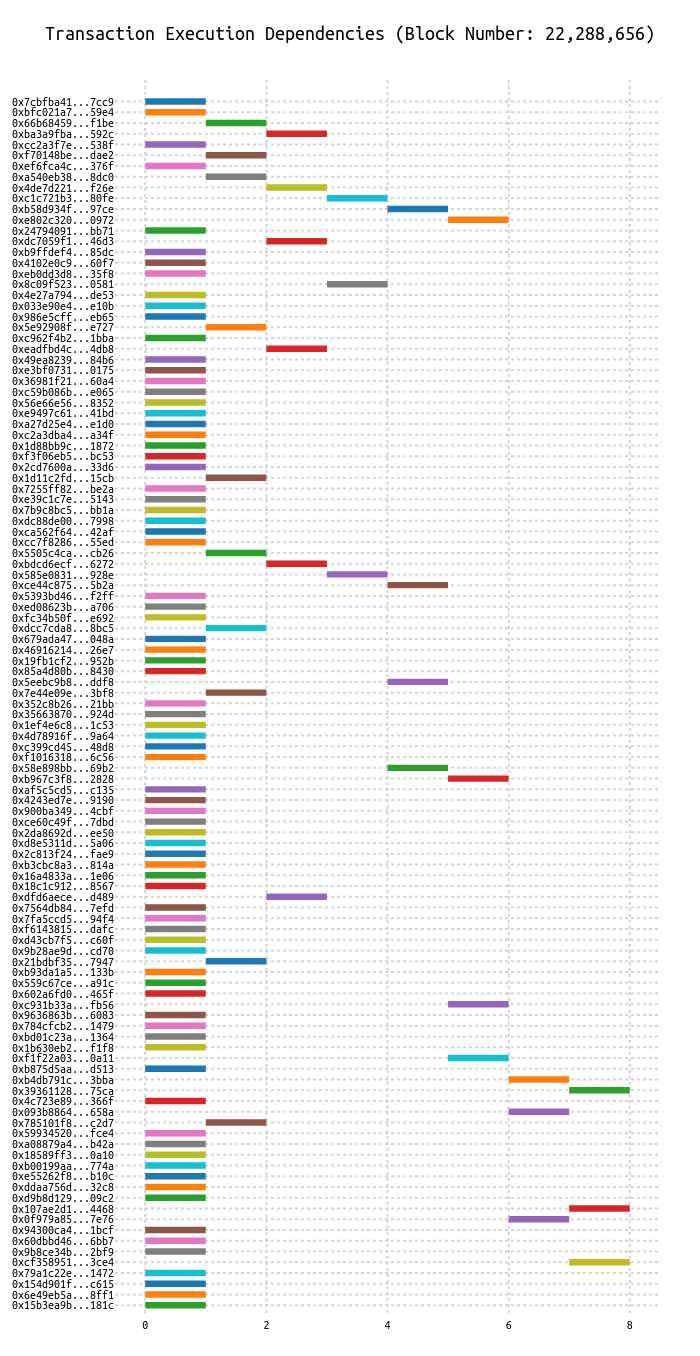 Transaction Execution Dependencies (Block Number: 22,288,656)
0x7cbfba41...7cc9
0xbfc021a7...59e4
0x66b68459...f1be
0xba3a9fba...592c
0xcc2a3f7e...538f
0xf70148be...dae2
0xef6fca4c...376f
0xa540eb38...8dc0
0x4de7d221...f26e
0xc1c721b3...80fe
0xb58d934f...97ce
0xe802c320...0972
0x24794091...bb71
0xdc7059f1...46d3
0xb9ffdef4...85dc
0x4102e0c9...60f7
0xeb0dd3d8...35f8
0x8c09f523...0581
0x4e27a794...de53
0x033e90e4...e10b
0x986e5cff...eb65
0x5e92908f...e727
0xc962f4b2...1bba
0xeadfbd4c...4db8
0x49ea8239...84b6
0xe3bf0731...0175
0x36981f21...60a4
0xc59b086b...e065
0x56e66e56...8352
0xe9497c61...41bd
0xa27d25e4...e1d0
0xc2a3dba4...a34f
0x1d88bb9c...1872
0xf3f06eb5...bc53
0x2cd7600a...33d6
0x1d11c2fd...15cb
0x7255ff82...be2a
0xe39c1c7e...5143
0x7b9c8bc5...bb1a
0xdc88de00...7998
0xca562f64...42af
0xcc7f8286...55ed
0x5505c4ca...cb26
0xbdcd6ecf...6272
0x585e0831...928e
0xce44c875...5b2a
0x5393bd46...f2ff
0xed08623b...a706
0xfc34b50f...e692
0xdcc7cda8...8bc5
0x679ada47...048a
0x46916214...26e7
0x19fb1cf2...952b
0x85a4d80b...8430
0x5eebc9b8...ddf8
0x7e44e09e...3bf8
0x352c8b26...21bb
0x35663870...924d
0x1ef4e6c8...1c53
0x4d78916f...9a64
0xc399cd45...48d8
0xf1016318...6c56
0x58e898bb...69b2
0xb967c3f8...2828
0xaf5c5cd5...c135
0x4243ed7e...9190
0x900ba349...4cbf
0xce60c49f...7dbd
0x2da8692d...ee50
0xd8e5311d...5a06
0x2c813f24...fae9
0xb3cbc8a3...814a
0x16a4833a...1e06
0x18c1c912...8567
0xdfd6aece...d489
0x7564db84...7efd
0x7fa5ccd5...94f4
0xf6143815...dafc
0xd43cb7f5...c60f
0x9b28ae9d...cd70
0x21bdbf35...7947
0xb93da1a5...133b
0x559c67ce...a91c
0x602a6fd0...465f
0xc931b33a...fb56
0x9636863b...6083
0x784cfcb2...1479
0xbd01c23a...1364
0x1b630eb2...f1f8
0xf1f22a03...0a11
0xb875d5aa...d513
0xb4db791c...3bba
0x39361128...75ca
0x4c723e89...366f
0x093b8864...658a
0x785101f8...c2d7
0x59934520...fce4
0xa08879a4...b42a
0x18589ff3...0a10
0xb00199aa...774a
0xe55262f8...b10c
0xddaa756d...32c8
0xd9b8d129...09c2
0x107ae2d1...4468
0x0f979a85...7e76
0x94300ca4...1bcf
0x60dbbd46...6bb7
0x9b8ce34b...2bf9
0xcf358951...3ce4
0x79a1c22e...1472
0x154d901f...c615
0x6e49eb5a...8ff1
0x15b3ea9b...181c
0 2 4 6 8